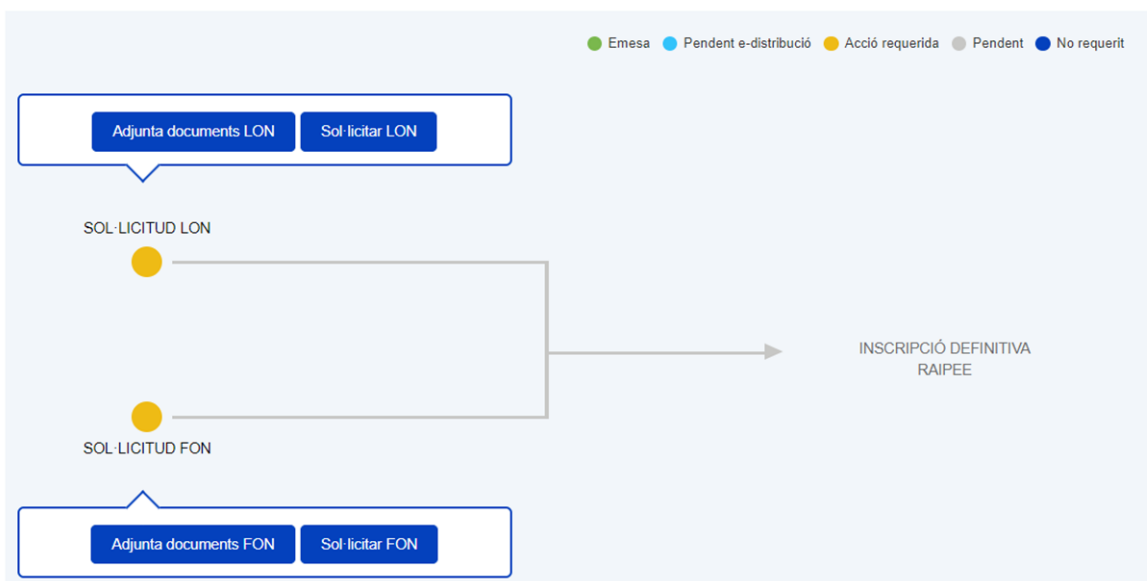 Emesa Pendent e-distribució Acció requerida Pendent No requerit
Adjunta documents LON Sol·licitar LON
SOL·LICITUD LON
INSCRIPCIÓ DEFINITIVA
RAIPEE
SOL·LICITUD FON
Adjunta documents FON Sol·licitar FON